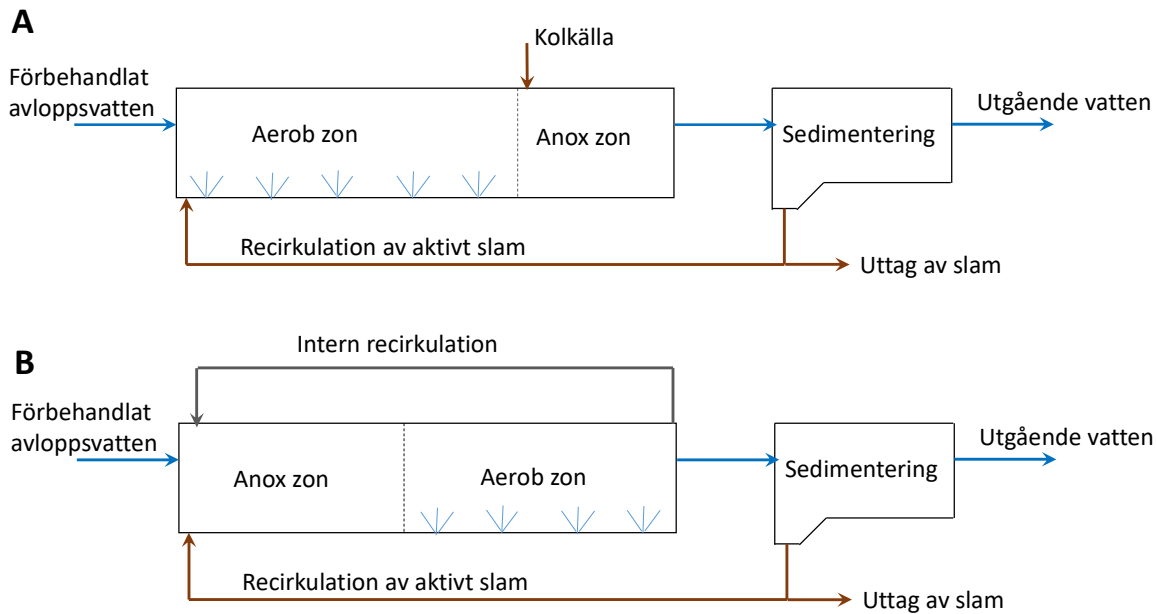 A
Kolkälla
Förbehandlat
avloppsvatten
Utgående vatten
Aerob zon
Anox zon
Sedimentering
Recirkulation av aktivt slam
Uttag av slam
Intern recirkulation
B
Förbehandlat
avloppsvatten
Utgående vatten
Anox zon
Aerob zon
Sedimentering
Recirkulation av aktivt slam
Uttag av slam